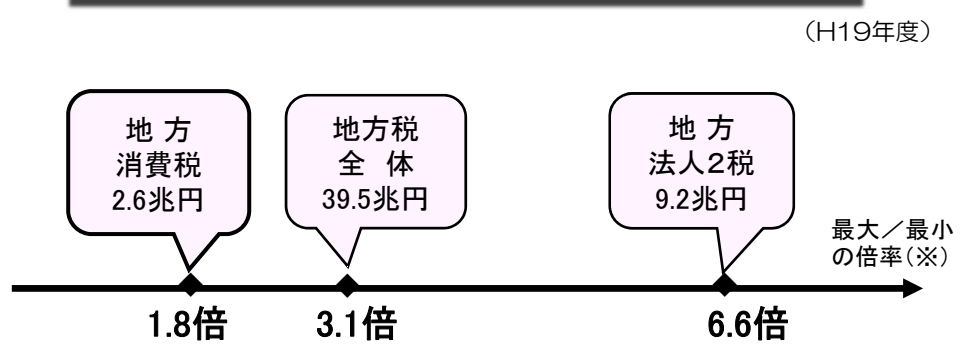 （H19年度）
地 方
消費税
2.6兆円
地方税
全 体
39.5兆円
地 方
法人2税
9.2兆円
最大／最小
の倍率(※)
1.8倍
3.1倍
6.6倍